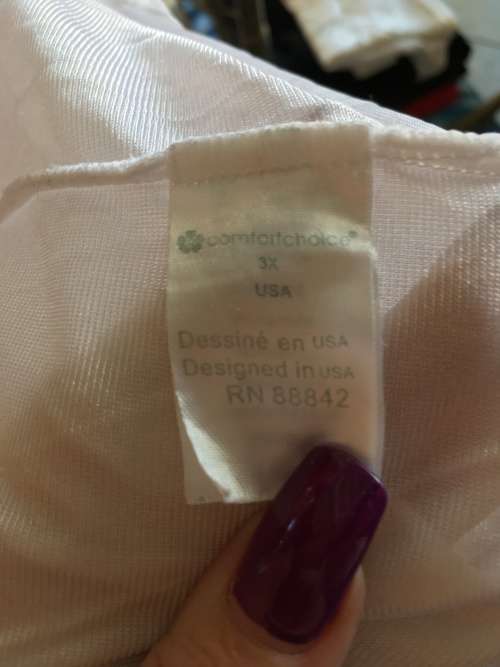 comfortchoice®
3X
USA
Dessiné en USA
Designed in USA
RN 88842